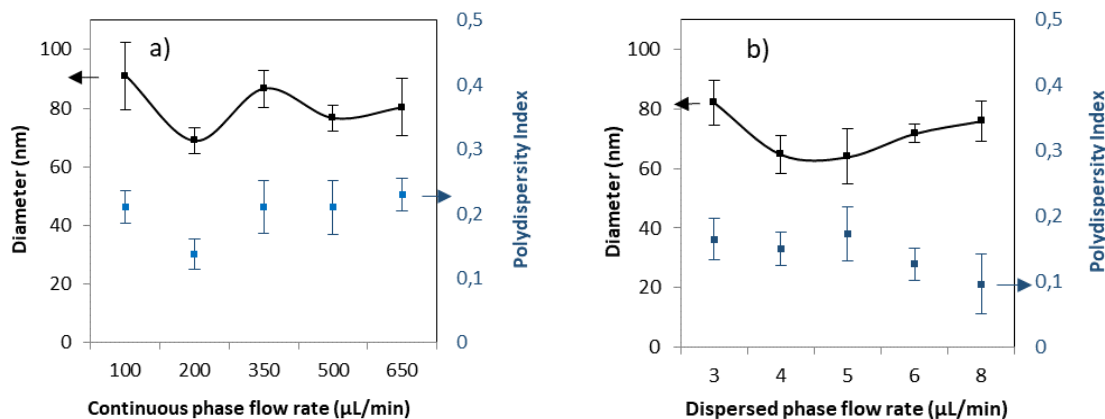 a)
100
80
60
40
20
0
Diameter (nm)
0,5
0,4
0,3
0,2
0,1
0
Polydispersity Index
100 200 350 500 650
Continuous phase flow rate (µL/min)
b)
100
80
60
40
20
0
Diameter (nm)
0,5
0,4
0,3
0,2
0,1
0
Polydispersity Index
3 4 5 6 8
Dispersed phase flow rate (µL/min)